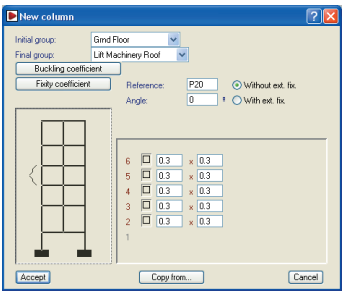 New column
Initial group: Grnd Floor
Final group: Lift Machinery Roof
Buckling coefficient
Fixity coefficient
Reference: P20 Without ext. fix.
Angle: 0 ° With ext. fix.
6 0.3 x 0.3
5 0.3 x 0.3
4 0.3 x 0.3
3 0.3 x 0.3
2 0.3 x 0.3
1
Accept Copy from... Cancel